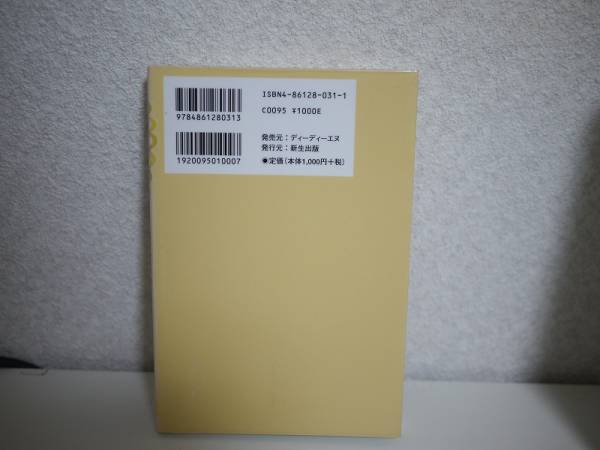 ISBN4-86128-031-1
C0095 ¥1000E
9784861280313
発売元：ディーディーエヌ
発行元：新生出版
●定価（本体1,000円＋税）
1920095010007